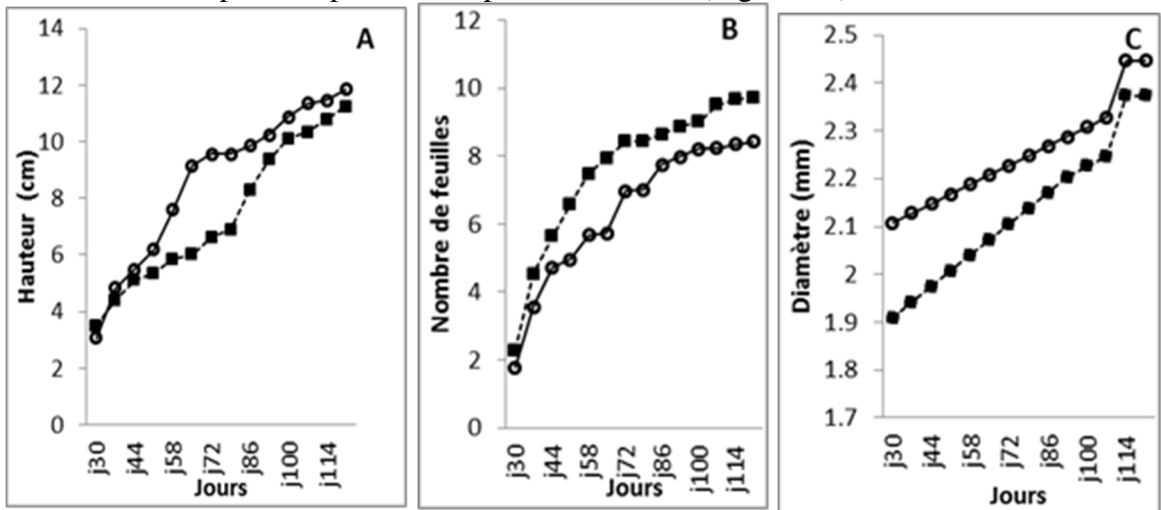 A
Hauteur (cm)
14
12
10
8
6
4
2
0
j30
j44
j58
j72
j86
j100
j114
Jours
B
Nombre de feuilles
12
10
8
6
4
2
0
j30
j44
j58
j72
j86
j100
j114
Jours
C
Diamètre (mm)
2.5
2.4
2.3
2.2
2.1
2
1.9
1.8
1.7
j30
j44
j58
j72
j86
j100
j114
Jours